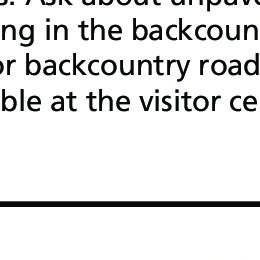 s. Ask about unpave
ng in the backcoun
or backcountry road
ble at the visitor ce